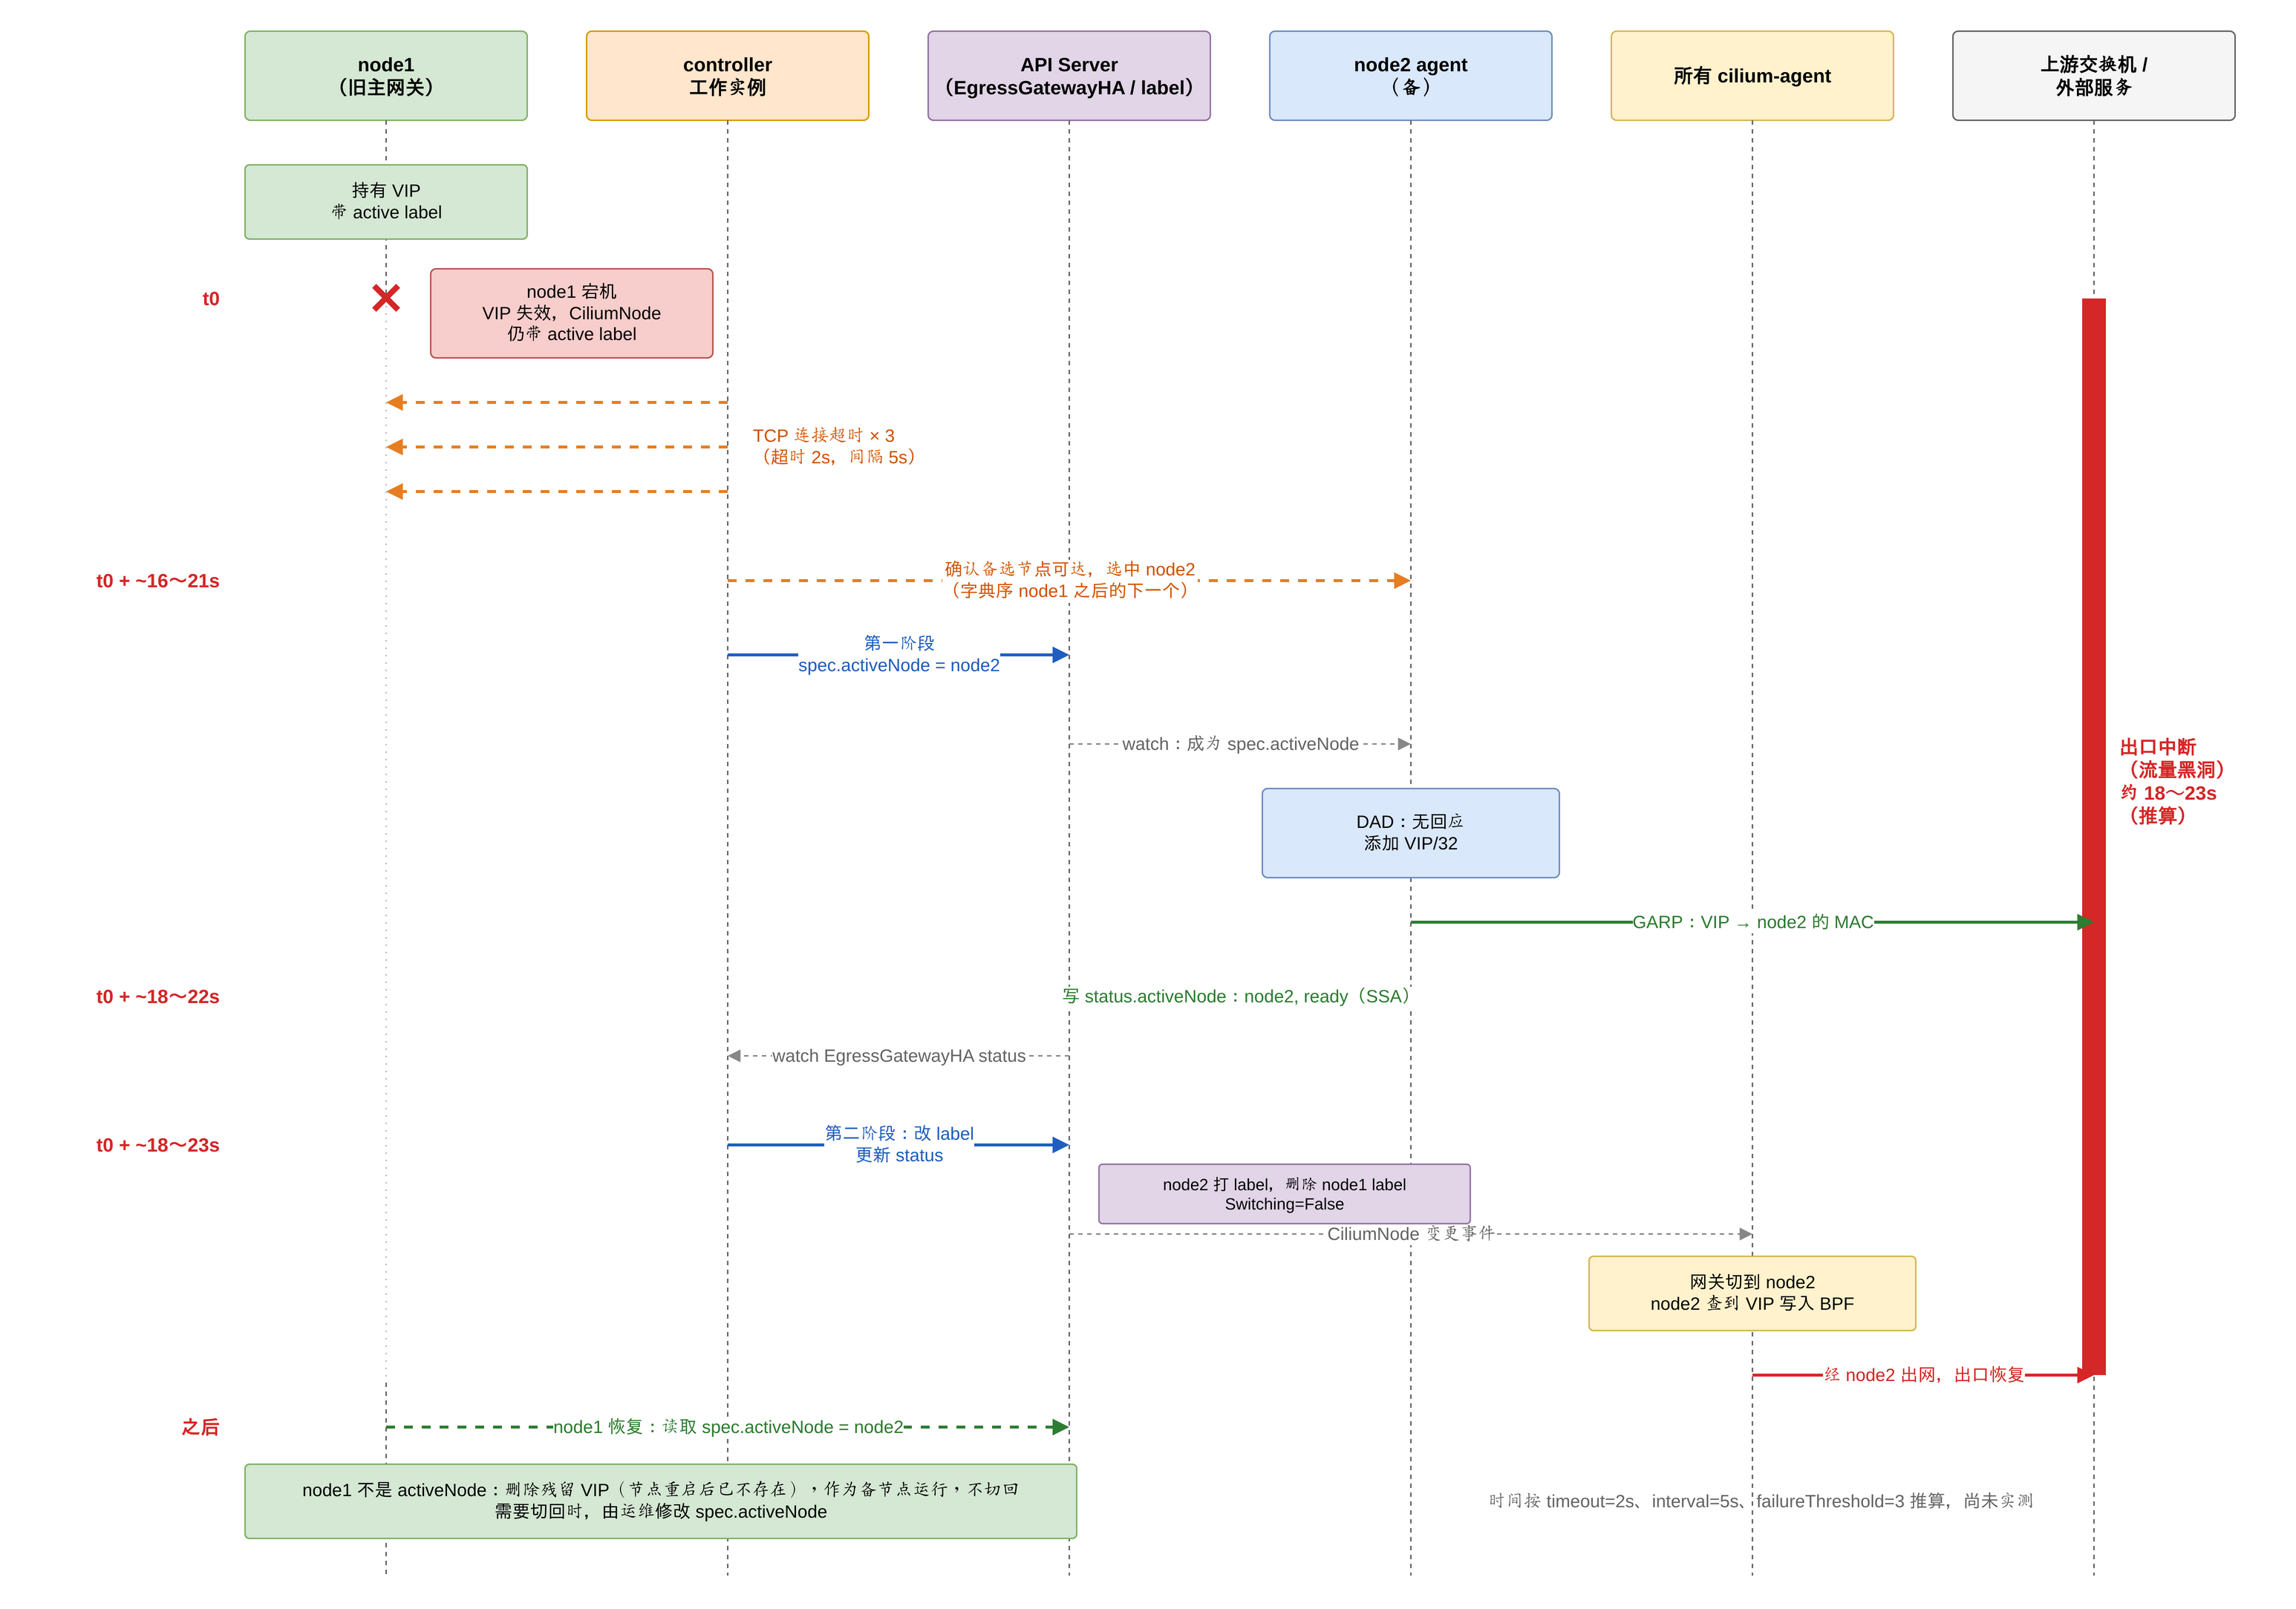 node1
（旧主网关）
controller
工作实例
API Server
（EgressGatewayHA / label）
node2 agent
（备）
所有 cilium-agent
上游交换机 /
外部服务
持有 VIP
带 active label
t0
node1 宕机
VIP 失效，CiliumNode
仍带 active label
TCP 连接超时 × 3
（超时 2s，间隔 5s）
t0 + ~16～21s
确认备选节点可达，选中 node2
（字典序 node1 之后的下一个）
第一阶段
spec.activeNode = node2
watch：成为 spec.activeNode
出口中断
（流量黑洞）
约 18～23s
（推算）
DAD：无回应
添加 VIP/32
GARP：VIP → node2 的 MAC
t0 + ~18～22s
写 status.activeNode：node2, ready（SSA）
watch EgressGatewayHA status
t0 + ~18～23s
第二阶段：改 label
更新 status
node2 打 label，删除 node1 label
Switching=False
CiliumNode 变更事件
网关切到 node2
node2 查到 VIP 写入 BPF
经 node2 出网，出口恢复
之后
node1 恢复：读取 spec.activeNode = node2
node1 不是 activeNode：删除残留 VIP（节点重启后已不存在），作为备节点运行，不切回
需要切回时，由运维修改 spec.activeNode
时间按 timeout=2s、interval=5s、failureThreshold=3 推算，尚未实测